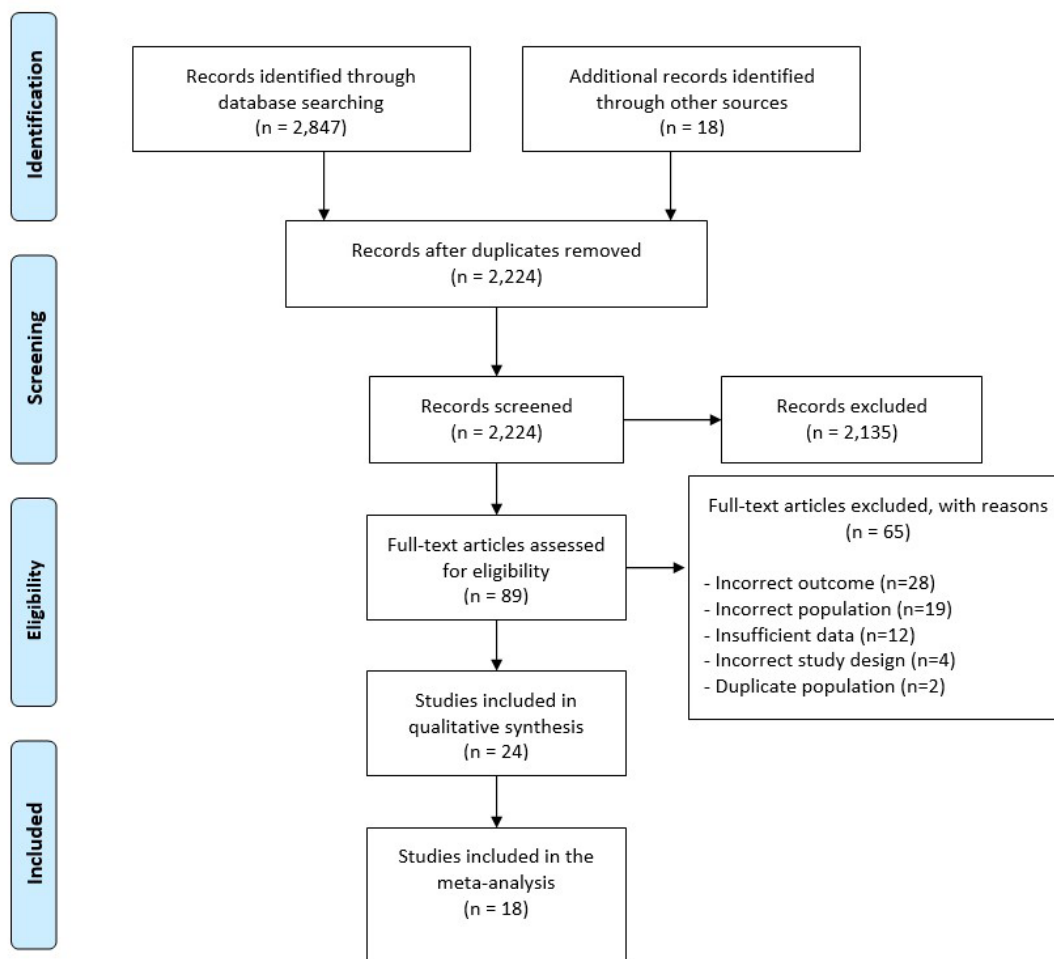 Identification
Records identified through
database searching
(n = 2,847)
Additional records identified
through other sources
(n = 18)
Records after duplicates removed
(n = 2,224)
Screening
Records screened
(n = 2,224)
Records excluded
(n = 2,135)
Eligibility
Full-text articles assessed
for eligibility
(n = 89)
Full-text articles excluded, with reasons
(n = 65)
- Incorrect outcome (n=28)
- Incorrect population (n=19)
- Insufficient data (n=12)
- Incorrect study design (n=4)
- Duplicate population (n=2)
Studies included in
qualitative synthesis
(n = 24)
Included
Studies included in the
meta-analysis
(n = 18)